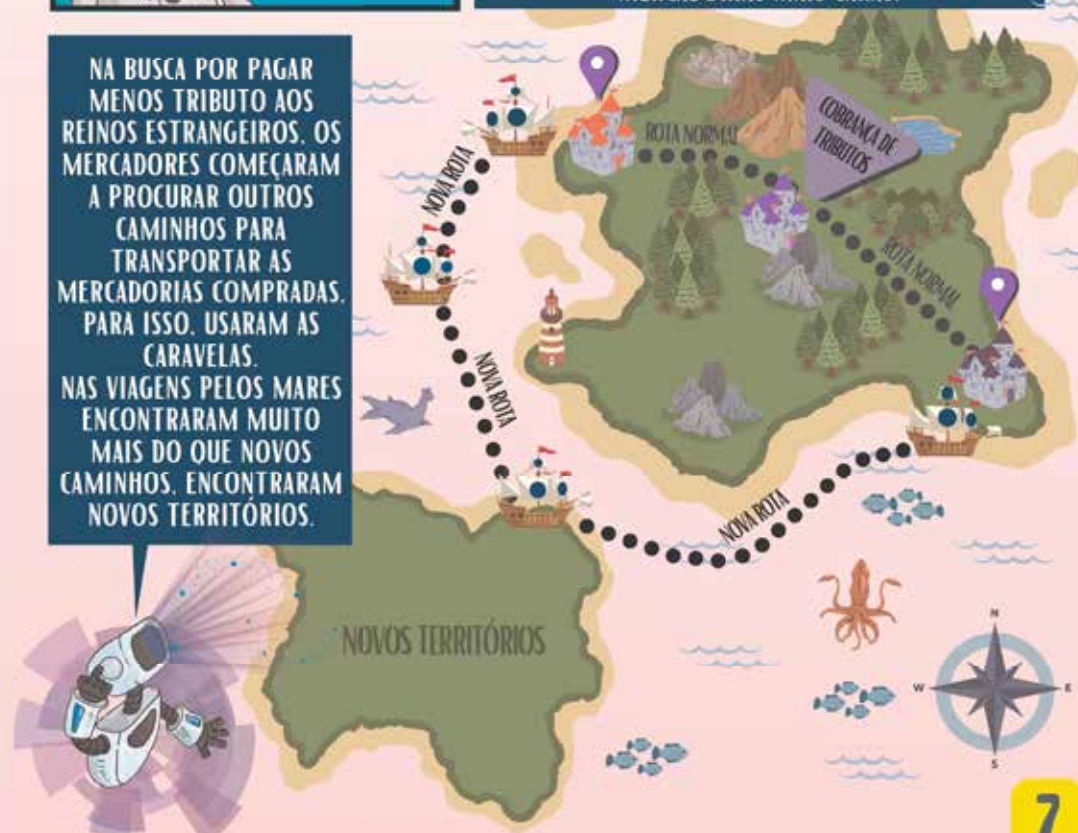 NA BUSCA POR PAGAR
MENOS TRIBUTO AOS
REINOS ESTRANGEIROS, OS
MERCADORES COMEÇARAM
A PROCURAR OUTROS
CAMINHOS PARA
TRANSPORTAR AS
MERCADORIAS COMPRADAS.
PARA ISSO, USARAM AS
CARAVELAS.
NAS VIAGENS PELOS MARES
ENCONTRARAM MUITO
MAIS DO QUE NOVOS
CAMINHOS, ENCONTRARAM
NOVOS TERRITÓRIOS.
ROTA NORMAL
COBRANÇA DE
TRIBUTOS
ROTA NORMAL
NOVA ROTA
NOVA ROTA
NOVA ROTA
NOVOS TERRITÓRIOS
N
W
E
S
7